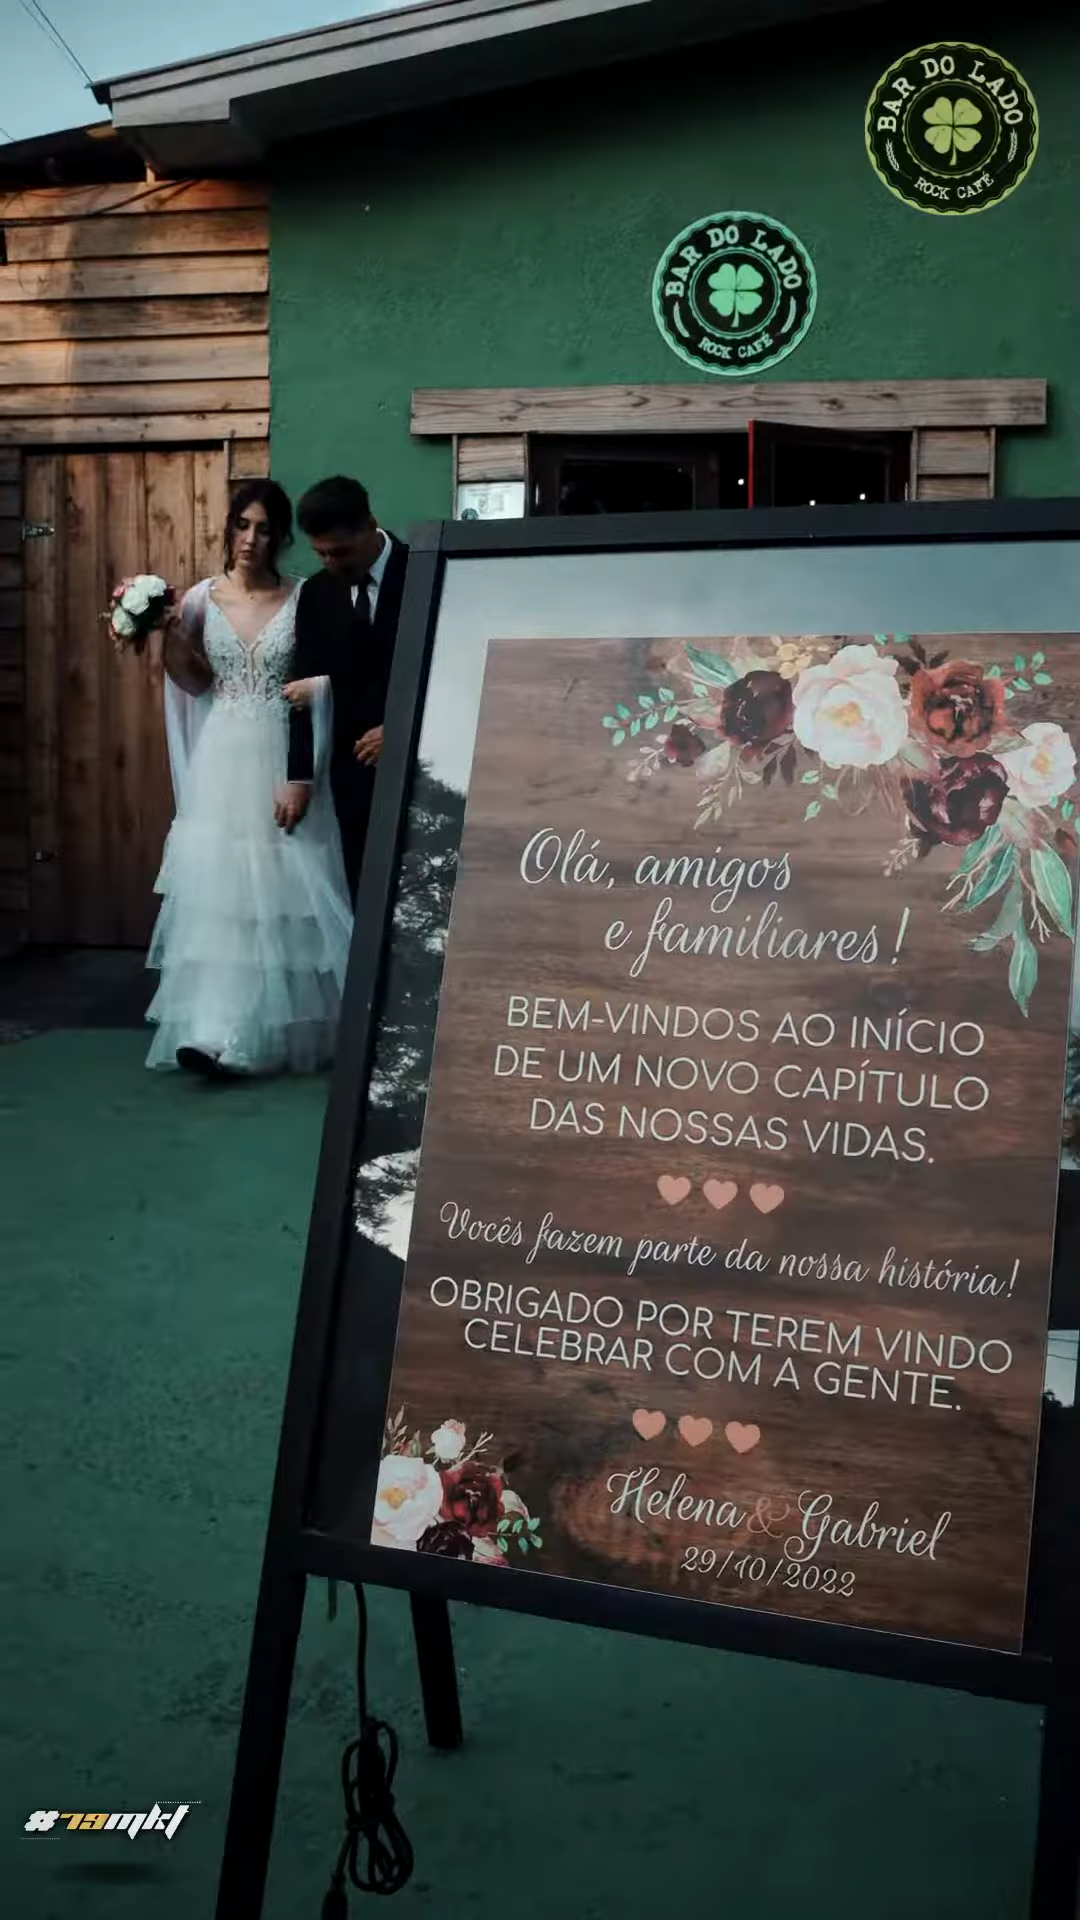 BAR DO LADO
ROCK CAFÉ
BAR DO LADO
ROCK CAFÉ
Olá, amigos
e familiares!
BEM-VINDOS AO INÍCIO
DE UM NOVO CAPÍTULO
DAS NOSSAS VIDAS.
Vocês fazem parte da nossa história!
OBRIGADO POR TEREM VINDO
CELEBRAR COM A GENTE.
Helena & Gabriel
29/10/2022
#79mkt